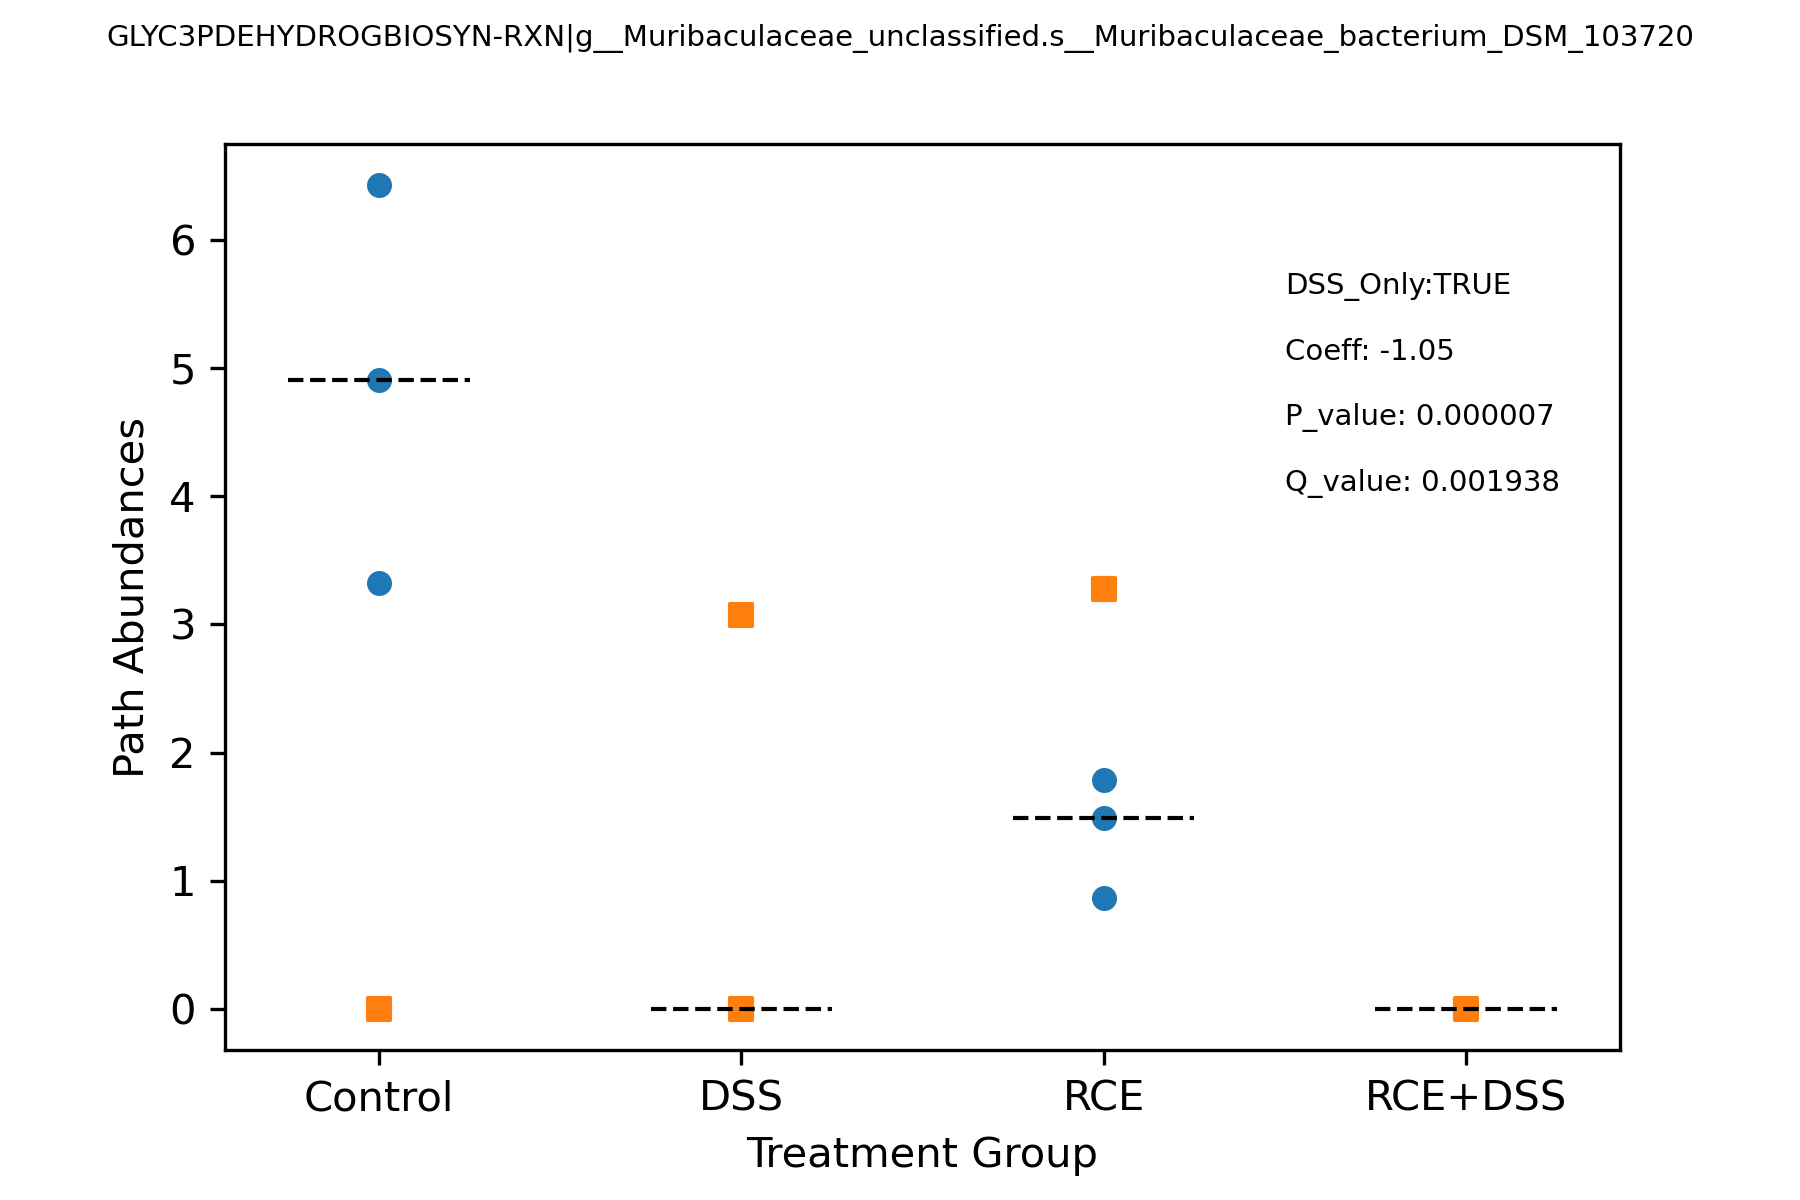 GLYC3PDEHYDROGBIOSYN-RXN|g__Muribaculaceae_unclassified.s__Muribaculaceae_bacterium_DSM_103720
6
5
4
3
2
1
0
Path Abundances
DSS_Only:TRUE
Coeff: -1.05
P_value: 0.000007
Q_value: 0.001938
Control DSS RCE RCE+DSS
Treatment Group